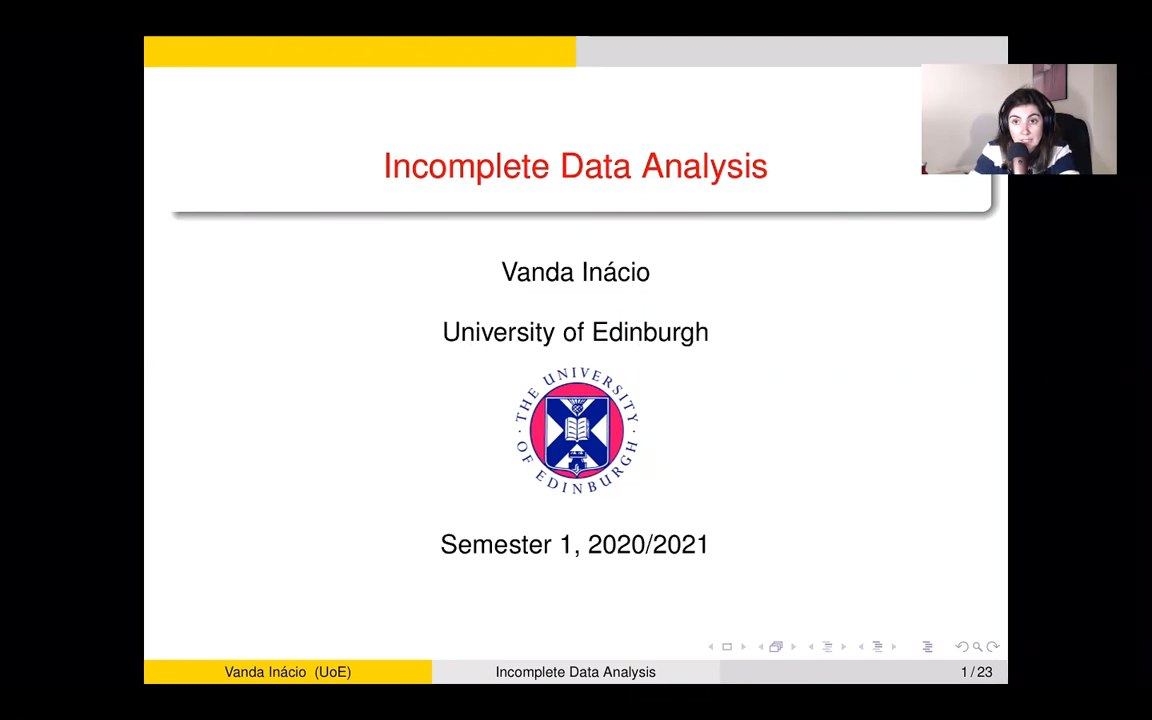 Incomplete Data Analysis
Vanda Inácio
University of Edinburgh
THE UNIVERSITY
OF EDINBURGH
Semester 1, 2020/2021
Vanda Inácio (UoE)
Incomplete Data Analysis
1 / 23